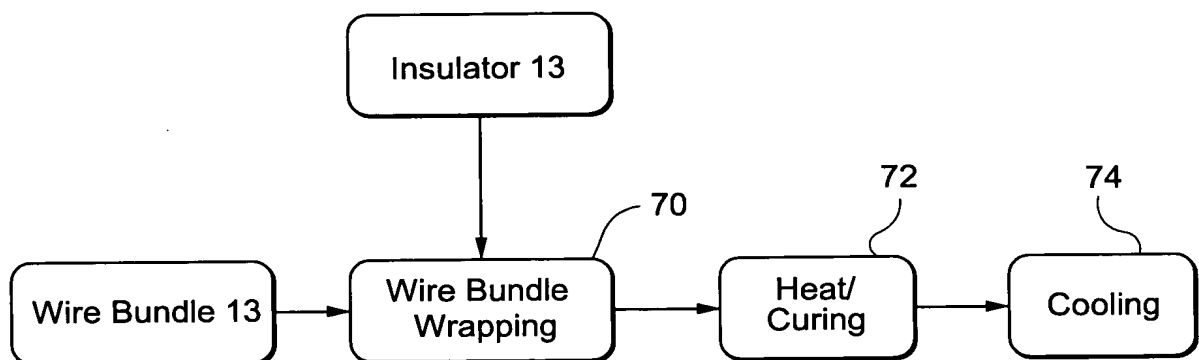 Insulator 13
70
72
74
Wire Bundle 13
Wire Bundle
Wrapping
Heat/
Curing
Cooling